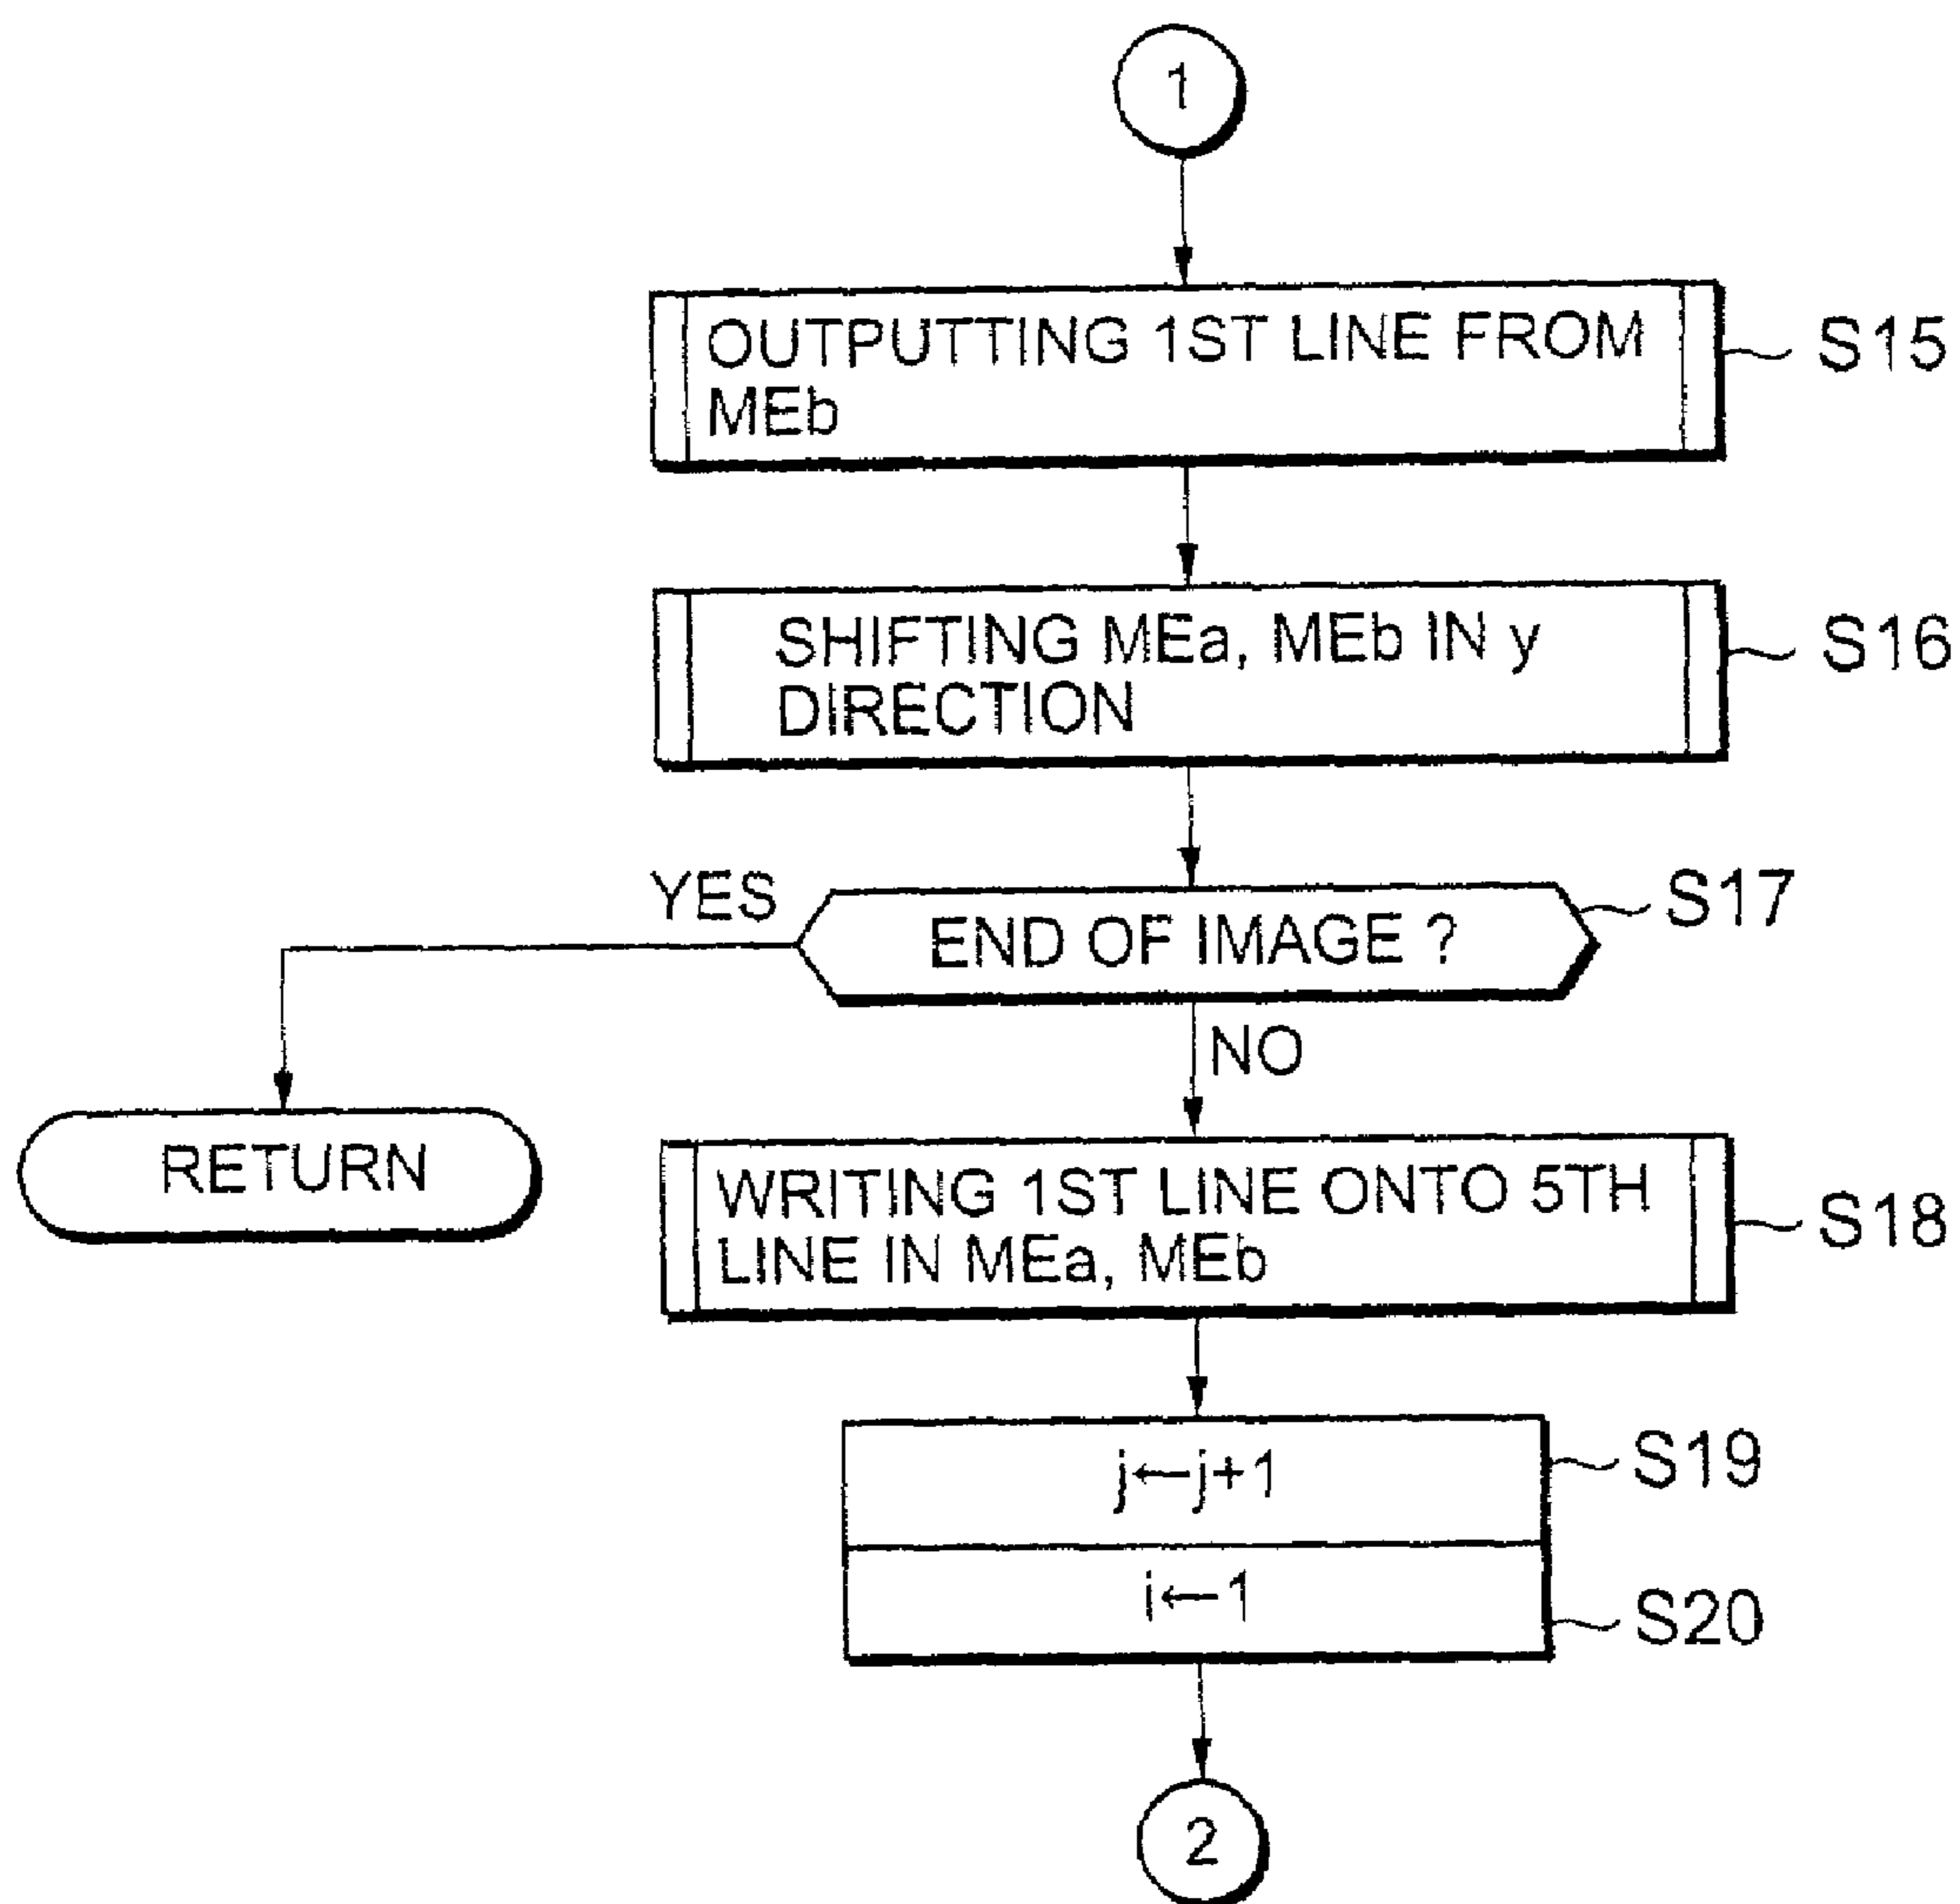 1
OUTPUTTING 1ST LINE FROM
MEb
S15
SHIFTING MEa, MEb IN y
DIRECTION
S16
YES
END OF IMAGE ?
S17
NO
RETURN
WRITING 1ST LINE ONTO 5TH
LINE IN MEa, MEb
S18
j←j+1
S19
i←1
S20
2